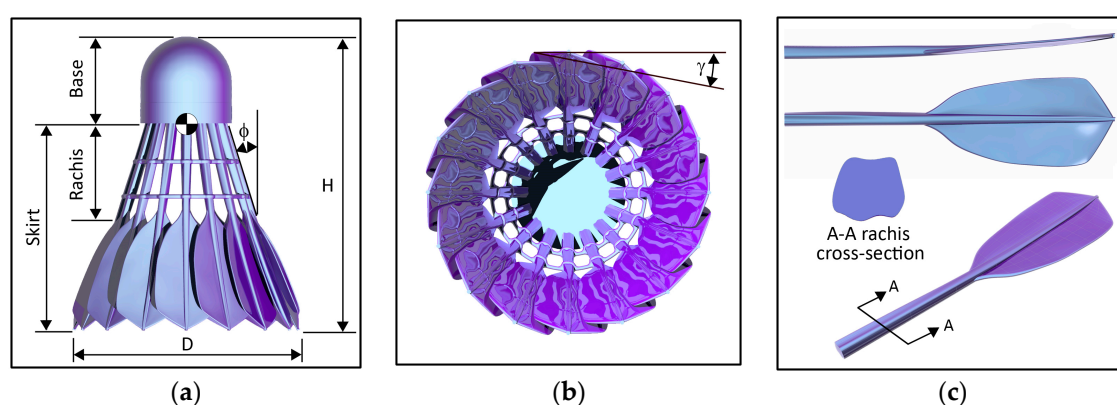 Base
Rachis
Skirt
ϕ
H
D
γ
A-A rachis
cross-section
A
A
(a)
(b)
(c)